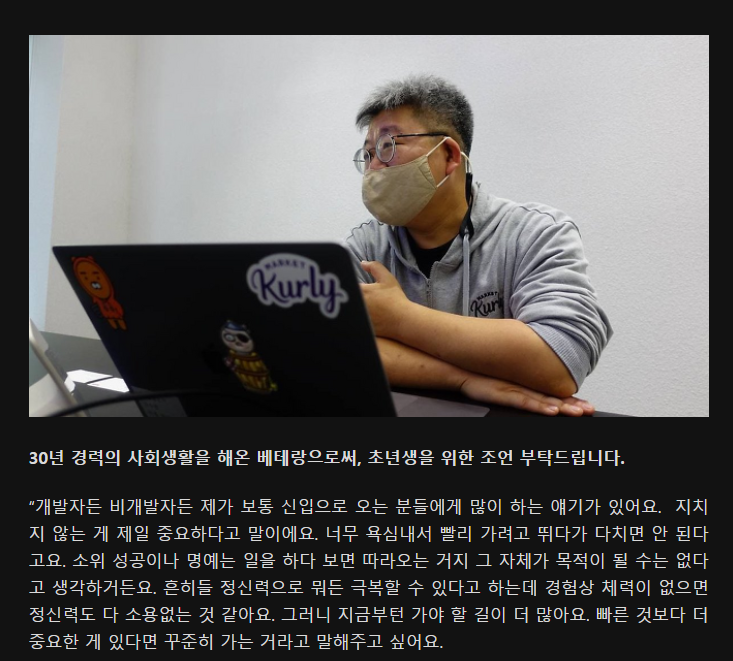 MARKET
Kurly
MARKET
Kurly
30년 경력의 사회생활을 해온 베테랑으로써, 초년생을 위한 조언 부탁드립니다.
“개발자든 비개발자든 제가 보통 신입으로 오는 분들에게 많이 하는 얘기가 있어요. 지치
지 않는 게 제일 중요하다고 말이에요. 너무 욕심내서 빨리 가려고 뛰다가 다치면 안 된다
고요. 소위 성공이나 명예는 일을 하다 보면 따라오는 거지 그 자체가 목적이 될 수는 없다
고 생각하거든요. 흔히들 정신력으로 뭐든 극복할 수 있다고 하는데 경험상 체력이 없으면
정신력도 다 소용없는 것 같아요. 그러니 지금부턴 가야 할 길이 더 많아요. 빠른 것보다 더
중요한 게 있다면 꾸준히 가는 거라고 말해주고 싶어요.